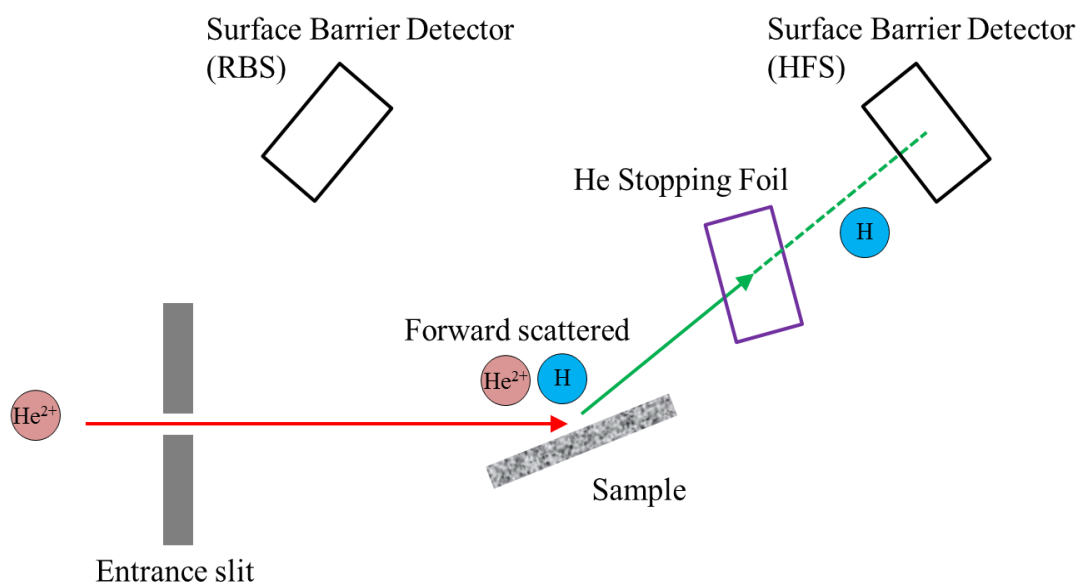 Surface Barrier Detector
(RBS)
Surface Barrier Detector
(HFS)
He Stopping Foil
H
Forward scattered
He²⁺
H
He²⁺
Sample
Entrance slit